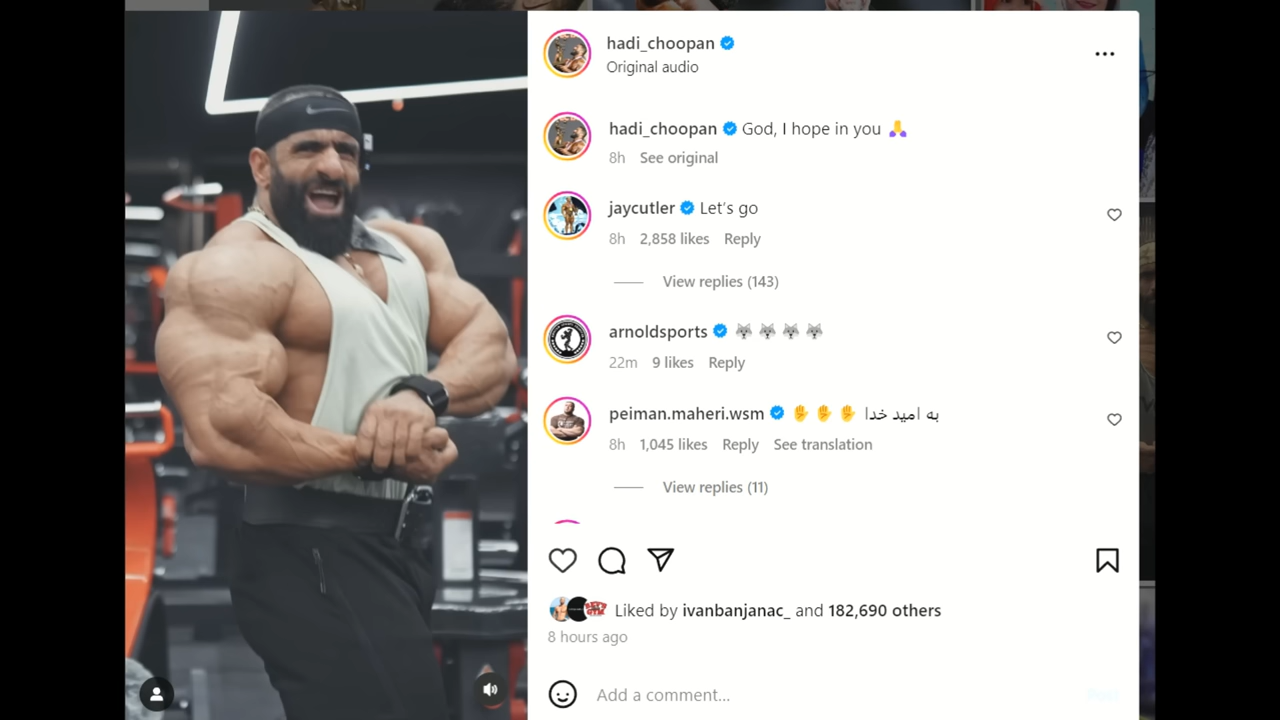 hadi_choopan
Original audio
hadi_choopan God, I hope in you 🙏
8h See original
jaycutler Let's go
8h 2,858 likes Reply
View replies (143)
arnoldsports 🐺 🐺 🐺 🐺
22m 9 likes Reply
peiman.maheri.wsm ✋ ✋ ✋ به امید خدا
8h 1,045 likes Reply See translation
View replies (11)
Liked by ivanbanjanac_ and 182,690 others
8 hours ago
Add a comment...